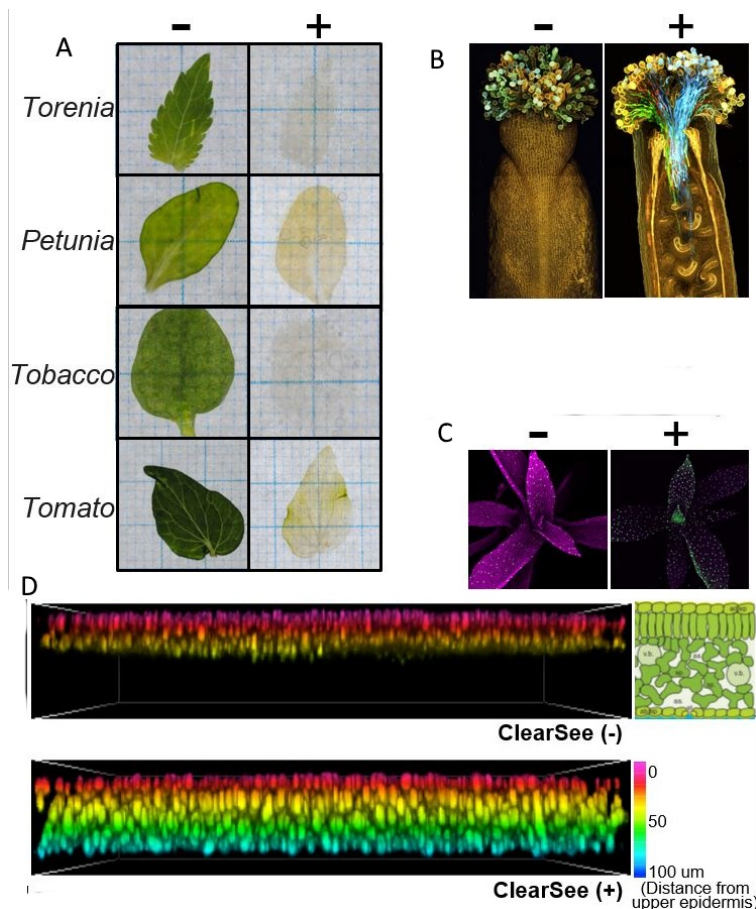 A
- +
Torenia
Petunia
Tobacco
Tomato
B
- +
C
- +
D
ClearSee (-)
v.b.
v.b.
ClearSee (+)
0
50
100 um
(Distance from
upper epidermis)